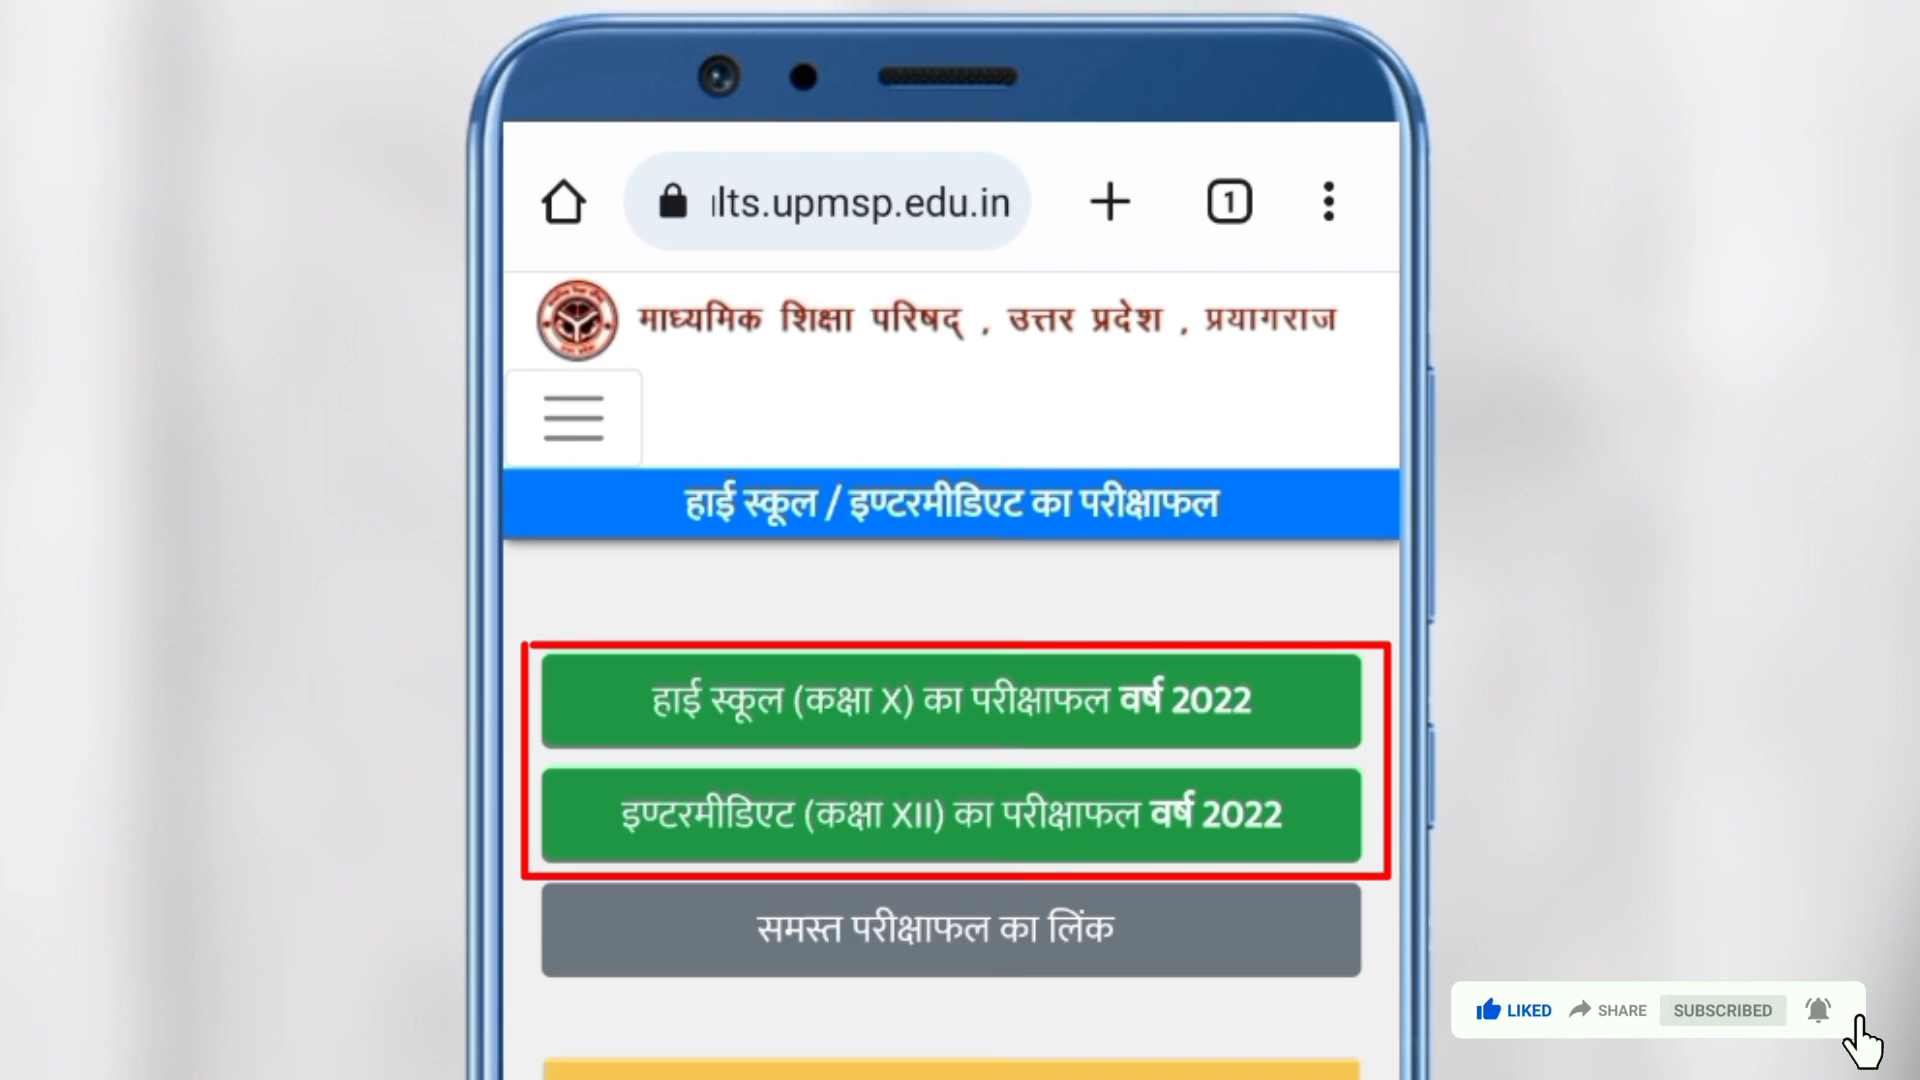 lts.upmsp.edu.in
1
माध्यमिक शिक्षा परिषद् , उत्तर प्रदेश , प्रयागराज
हाई स्कूल / इण्टरमीडिएट का परीक्षाफल
हाई स्कूल (कक्षा X) का परीक्षाफल वर्ष 2022
इण्टरमीडिएट (कक्षा XII) का परीक्षाफल वर्ष 2022
समस्त परीक्षाफल का लिंक
LIKED SHARE SUBSCRIBED